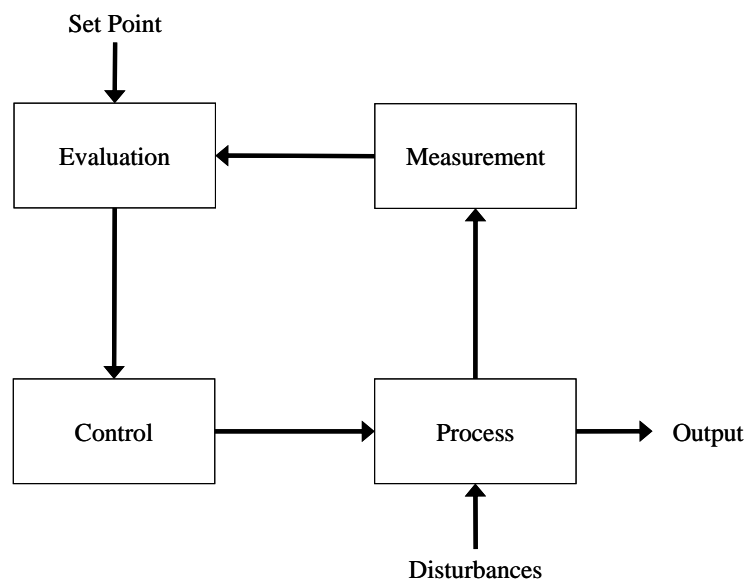 Set Point
Evaluation
Measurement
Control
Process
Output
Disturbances